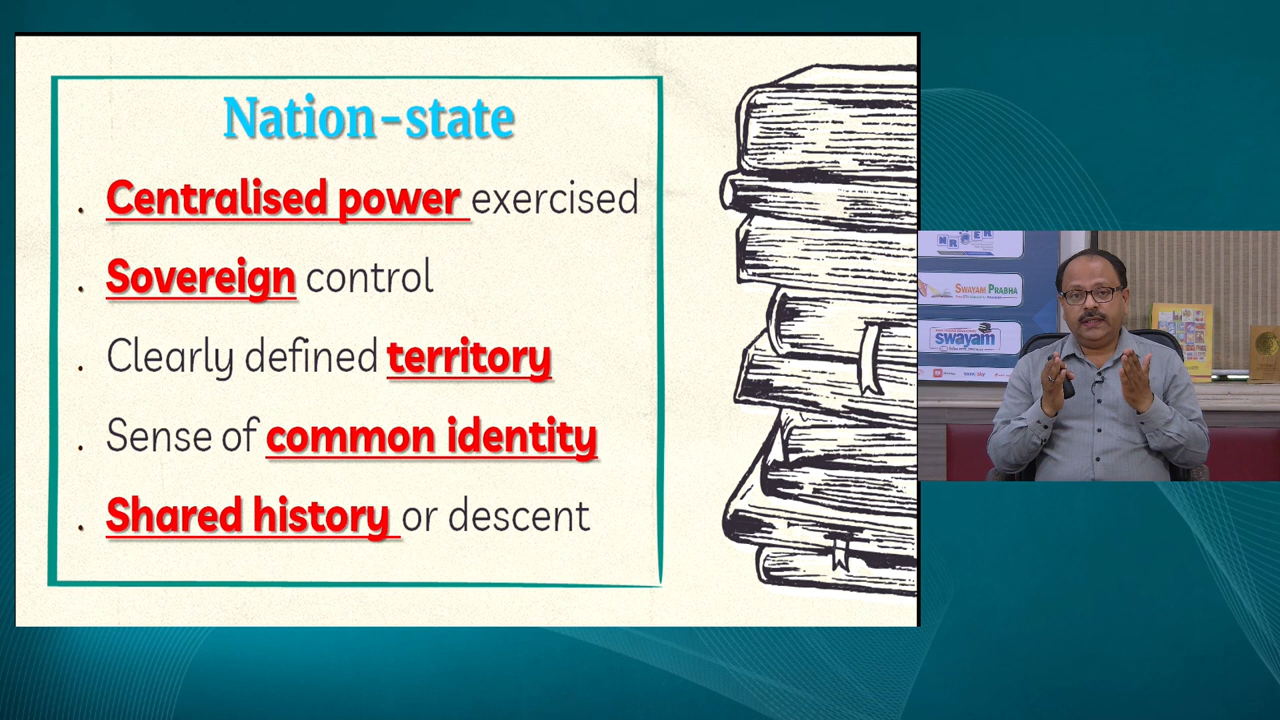 Nation-state
. Centralised power exercised
. Sovereign control
. Clearly defined territory
. Sense of common identity
. Shared history or descent
SWAYAM PRABHA
swayam